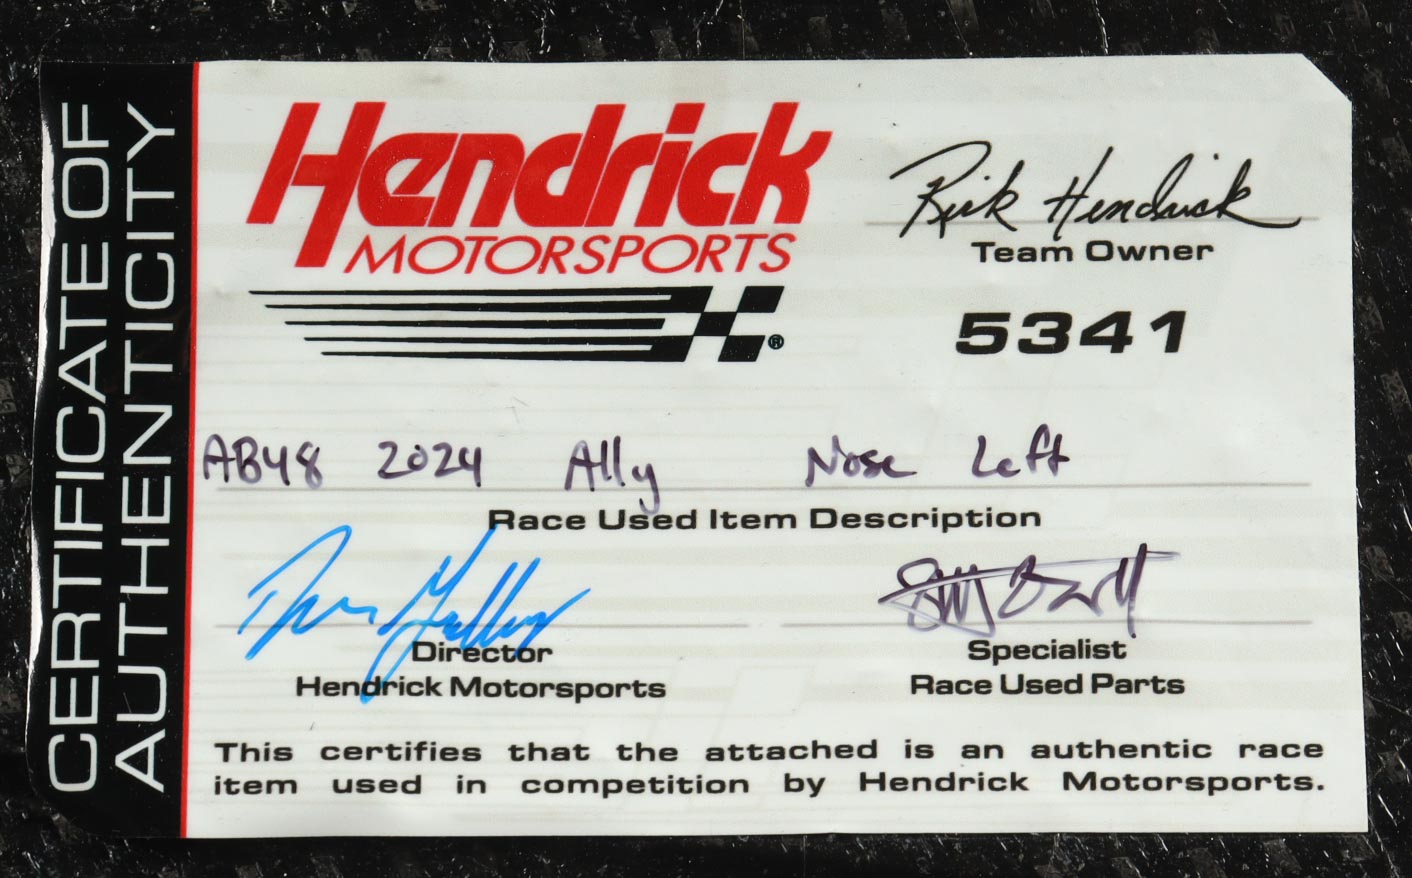 CERTIFICATE OF
AUTHENTICITY
Hendrick
MOTORSPORTS
®
Rick Hendrick
Team Owner
5341
AB48 2024 Ally Nose Left
Race Used Item Description
Director
Hendrick Motorsports
Specialist
Race Used Parts
This certifies that the attached is an authentic race
item used in competition by Hendrick Motorsports.